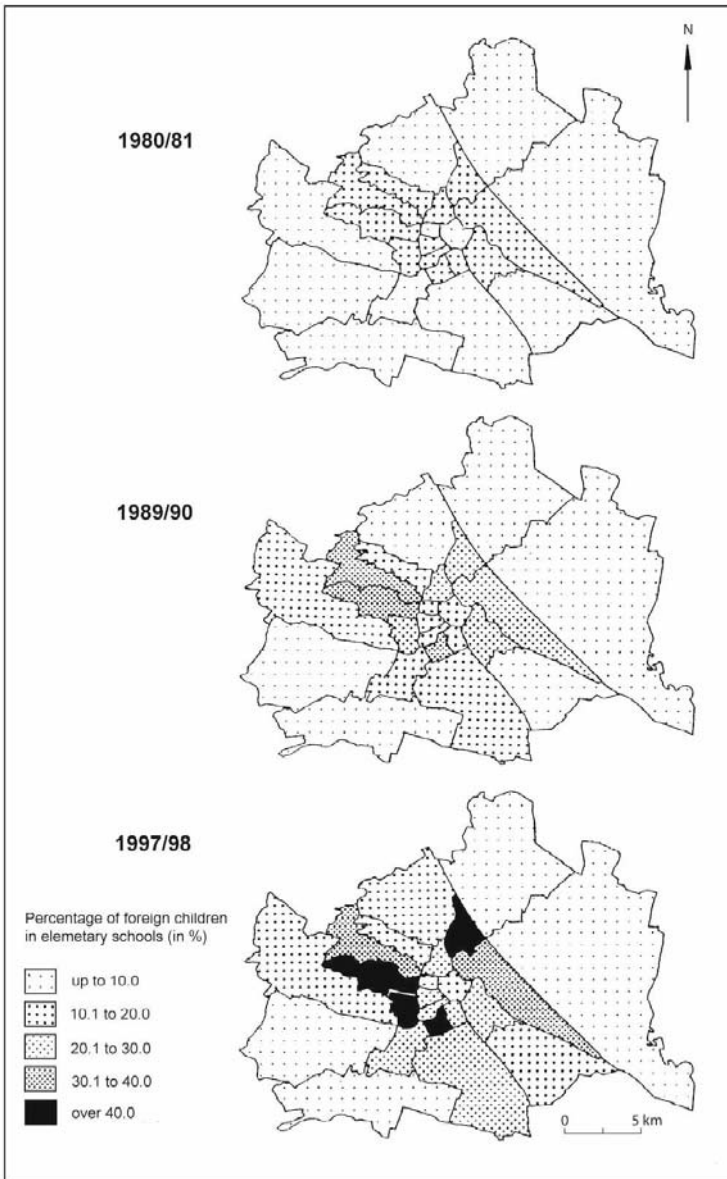 N
1980/81
1989/90
1997/98
Percentage of foreign children
in elemetary schools (in %)
up to 10.0
10.1 to 20.0
20.1 to 30.0
30.1 to 40.0
over 40.0
0 5 km